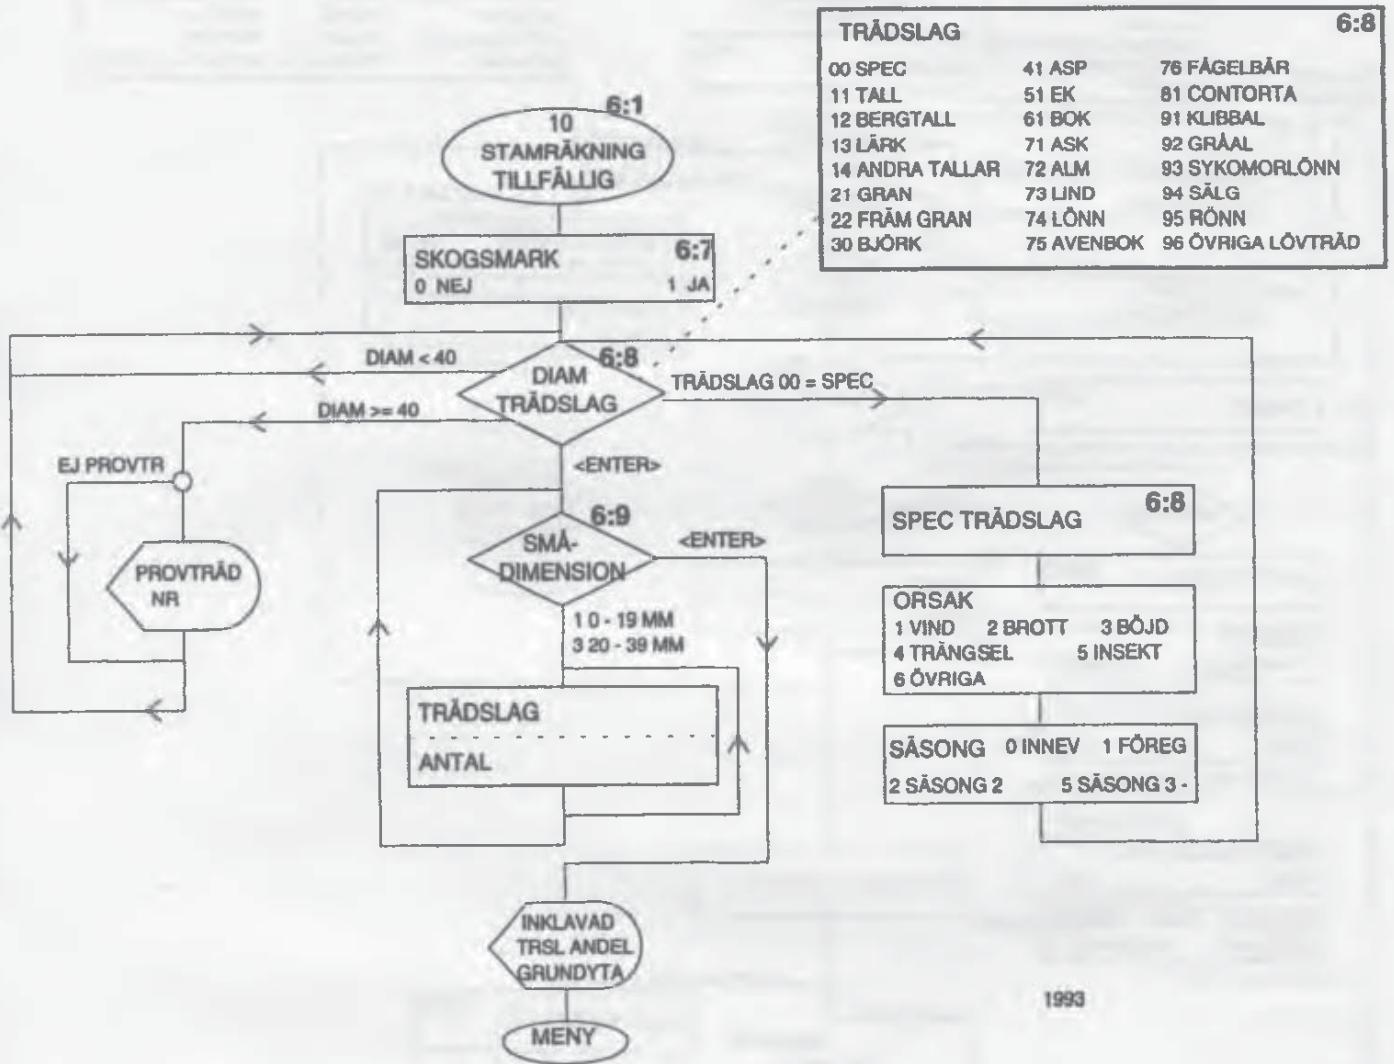 TRÄDSLAG 6:8
00 SPEC 41 ASP 76 FÅGELBÄR
11 TALL 51 EK 81 CONTORTA
12 BERGTALL 61 BOK 91 KLIBBAL
13 LÄRK 71 ASK 92 GRÅAL
14 ANDRA TALLAR 72 ALM 93 SYKOMORLÖNN
21 GRAN 73 LIND 94 SÄLG
22 FRÄM GRAN 74 LÖNN 95 RÖNN
30 BJÖRK 75 AVENBOK 96 ÖVRIGA LÖVTRÄD
6:1
10
STAMRÄKNING
TILLFÄLLIG
SKOGSMARK 6:7
0 NEJ 1 JA
DIAM < 40
6:8
DIAM
TRÄDSLAG
TRÄDSLAG 00 = SPEC
DIAM >= 40
EJ PROVTR
<ENTER>
PROVTRÄD
NR
6:9
SMÅ-
DIMENSION
<ENTER>
1 0 - 19 MM
3 20 - 39 MM
TRÄDSLAG
ANTAL
SPEC TRÄDSLAG 6:8
ORSAK
1 VIND 2 BROTT 3 BÖJD
4 TRÄNGSEL 5 INSEKT
6 ÖVRIGA
SÄSONG 0 INNEV 1 FÖREG
2 SÄSONG 2 5 SÄSONG 3 -
INKLAVAD
TRSL ANDEL
GRUNDYTA
MENY
1993